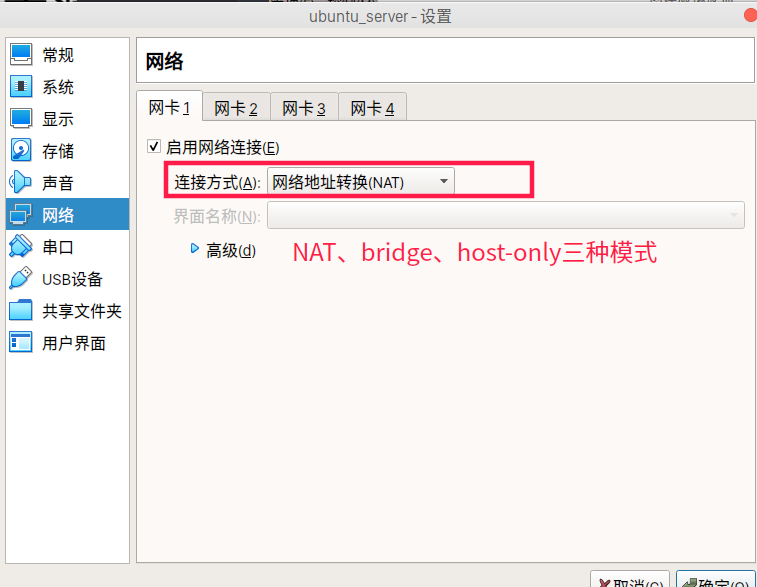 ubuntu_server - 设置
常规
系统
显示
存储
声音
网络
串口
USB设备
共享文件夹
用户界面
网络
网卡 1
网卡 2
网卡 3
网卡 4
启用网络连接(E)
连接方式(A): 网络地址转换(NAT)
界面名称(N):
高级(d)
NAT、bridge、host-only三种模式
取消(C)
确定(O)